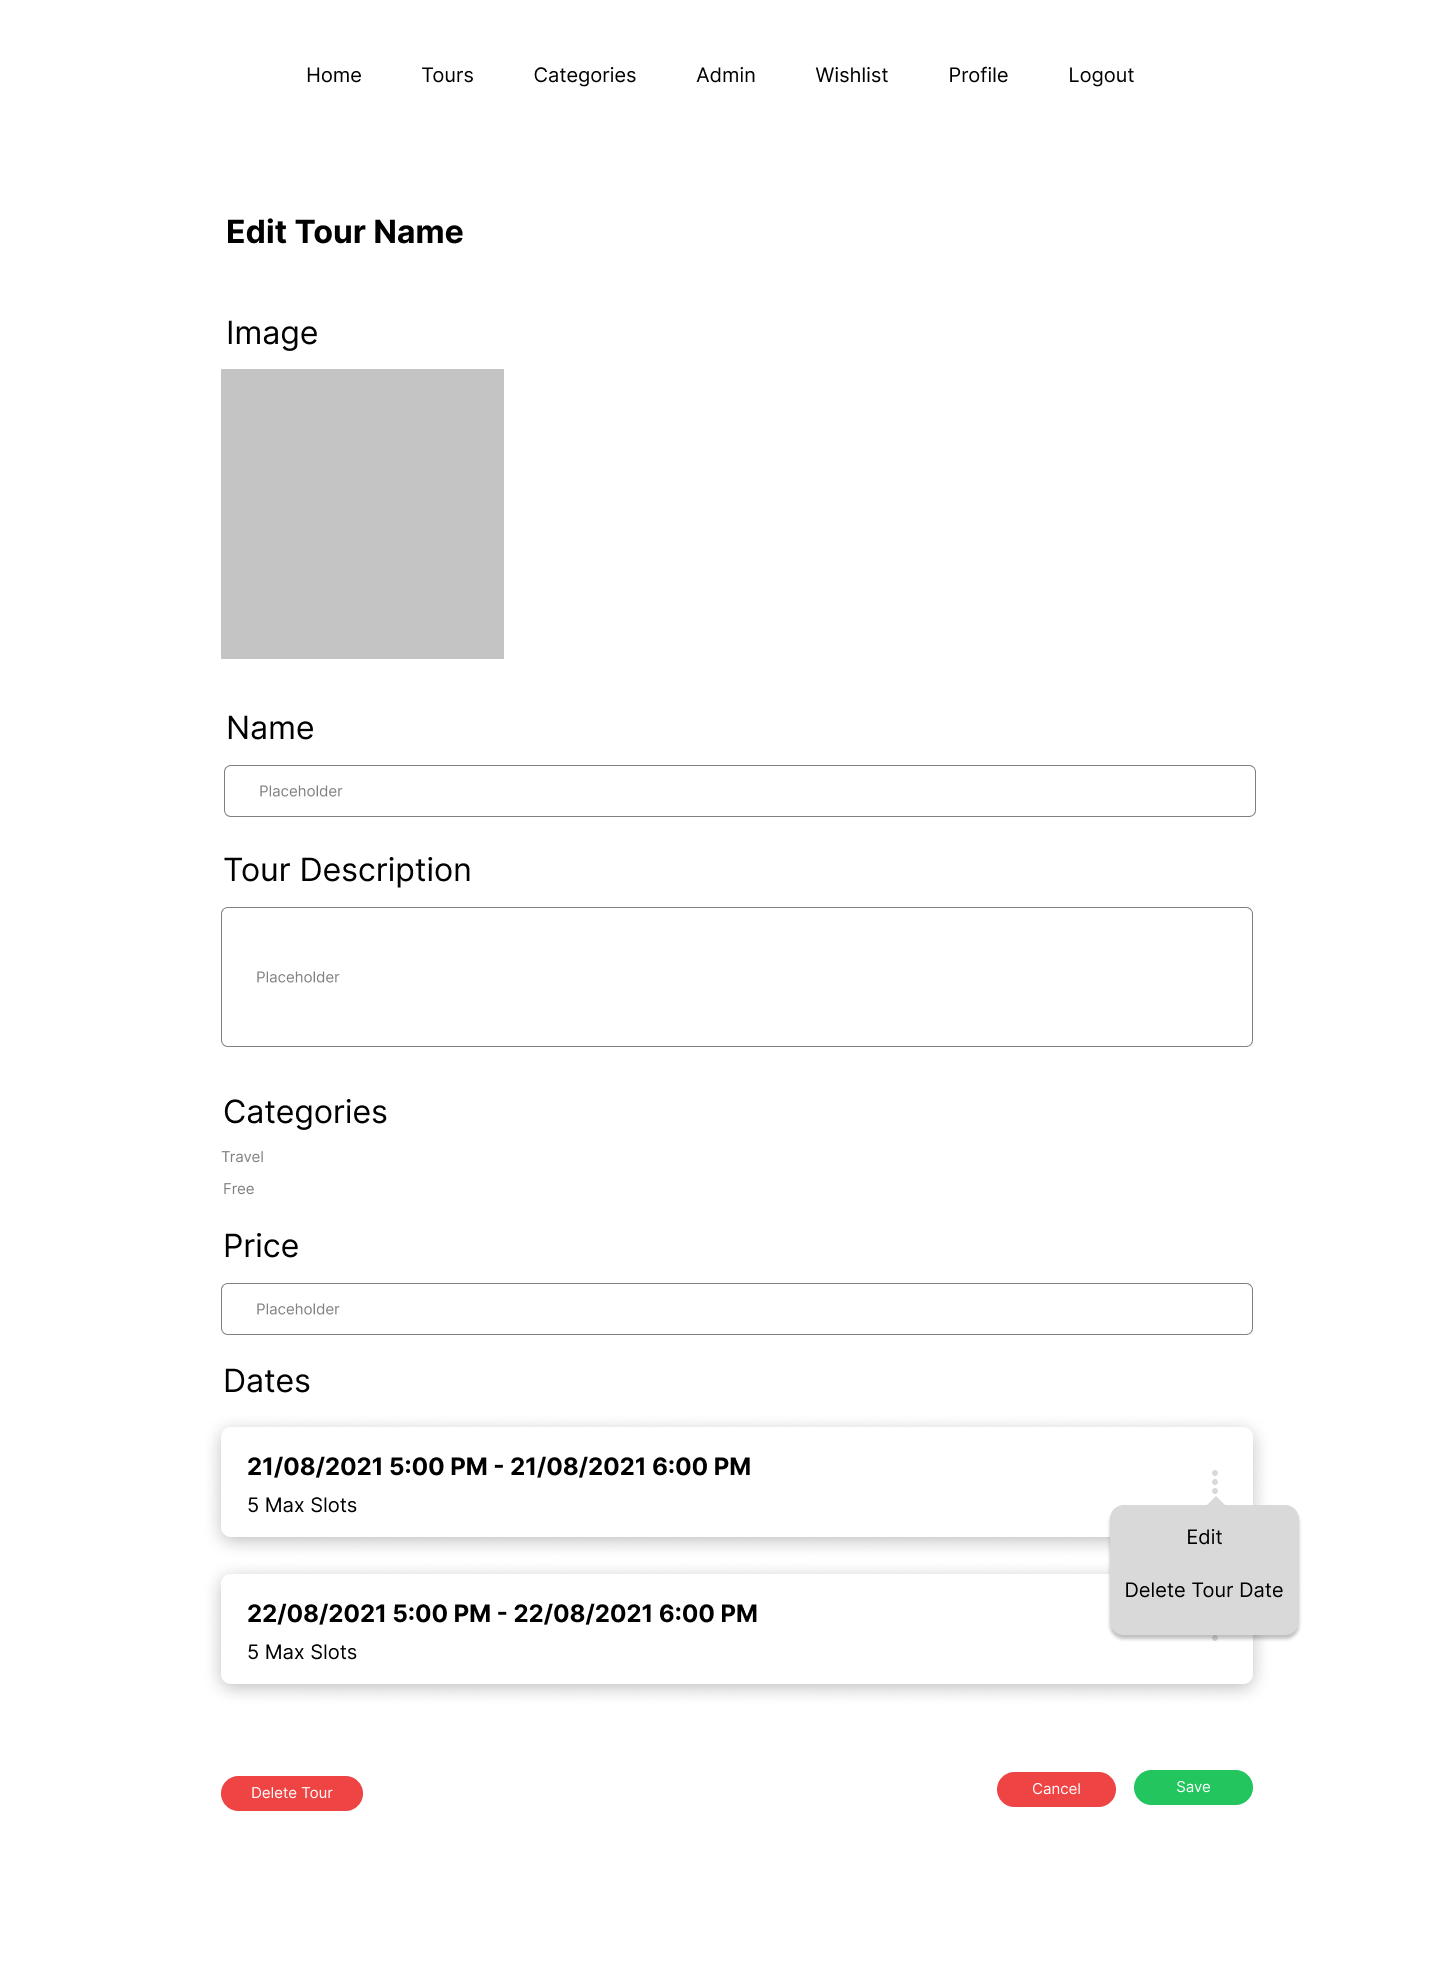 Home Tours Categories Admin Wishlist Profile Logout
Edit Tour Name
Image
Name
Placeholder
Tour Description
Placeholder
Categories
Travel
Free
Price
Placeholder
Dates
21/08/2021 5:00 PM - 21/08/2021 6:00 PM
5 Max Slots
Edit
Delete Tour Date
22/08/2021 5:00 PM - 22/08/2021 6:00 PM
5 Max Slots
Delete Tour Cancel Save